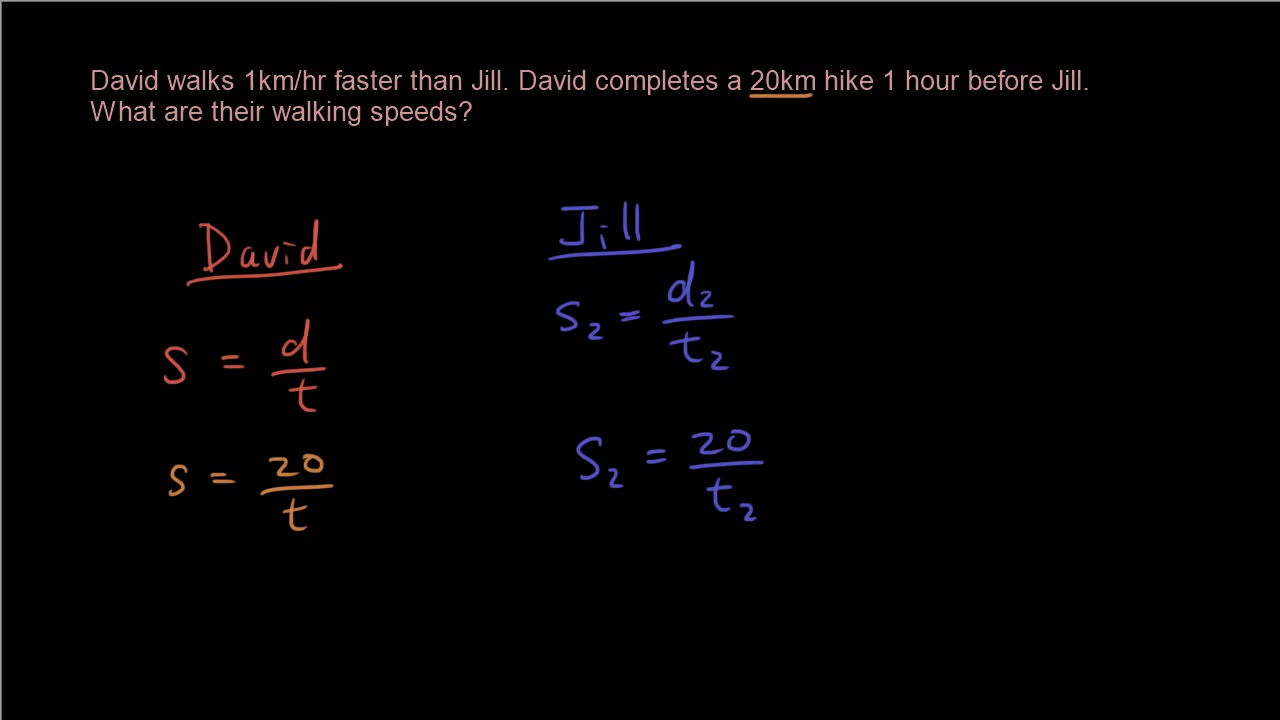 David walks 1km/hr faster than Jill. David completes a 20km hike 1 hour before Jill.
What are their walking speeds?
David
s = d/t
s = 20/t
Jill
s₂ = d₂/t₂
S₂ = 20/t₂